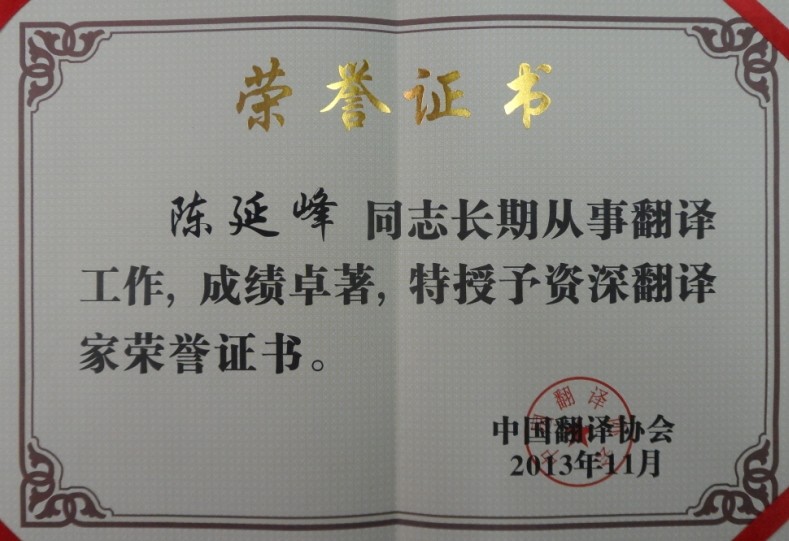 荣誉证书
陈延峰 同志长期从事翻译
工作，成绩卓著，特授予资深翻译
家荣誉证书。
中国翻译协会
2013年11月